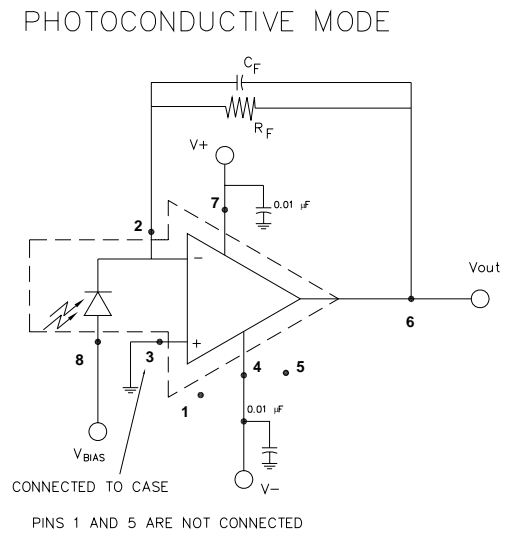 PHOTOCONDUCTIVE MODE
CF
RF
V+
7
0.01 µF
2
−
Vout
6
+
8
3
4
5
1
0.01 µF
VBIAS
V−
CONNECTED TO CASE
PINS 1 AND 5 ARE NOT CONNECTED